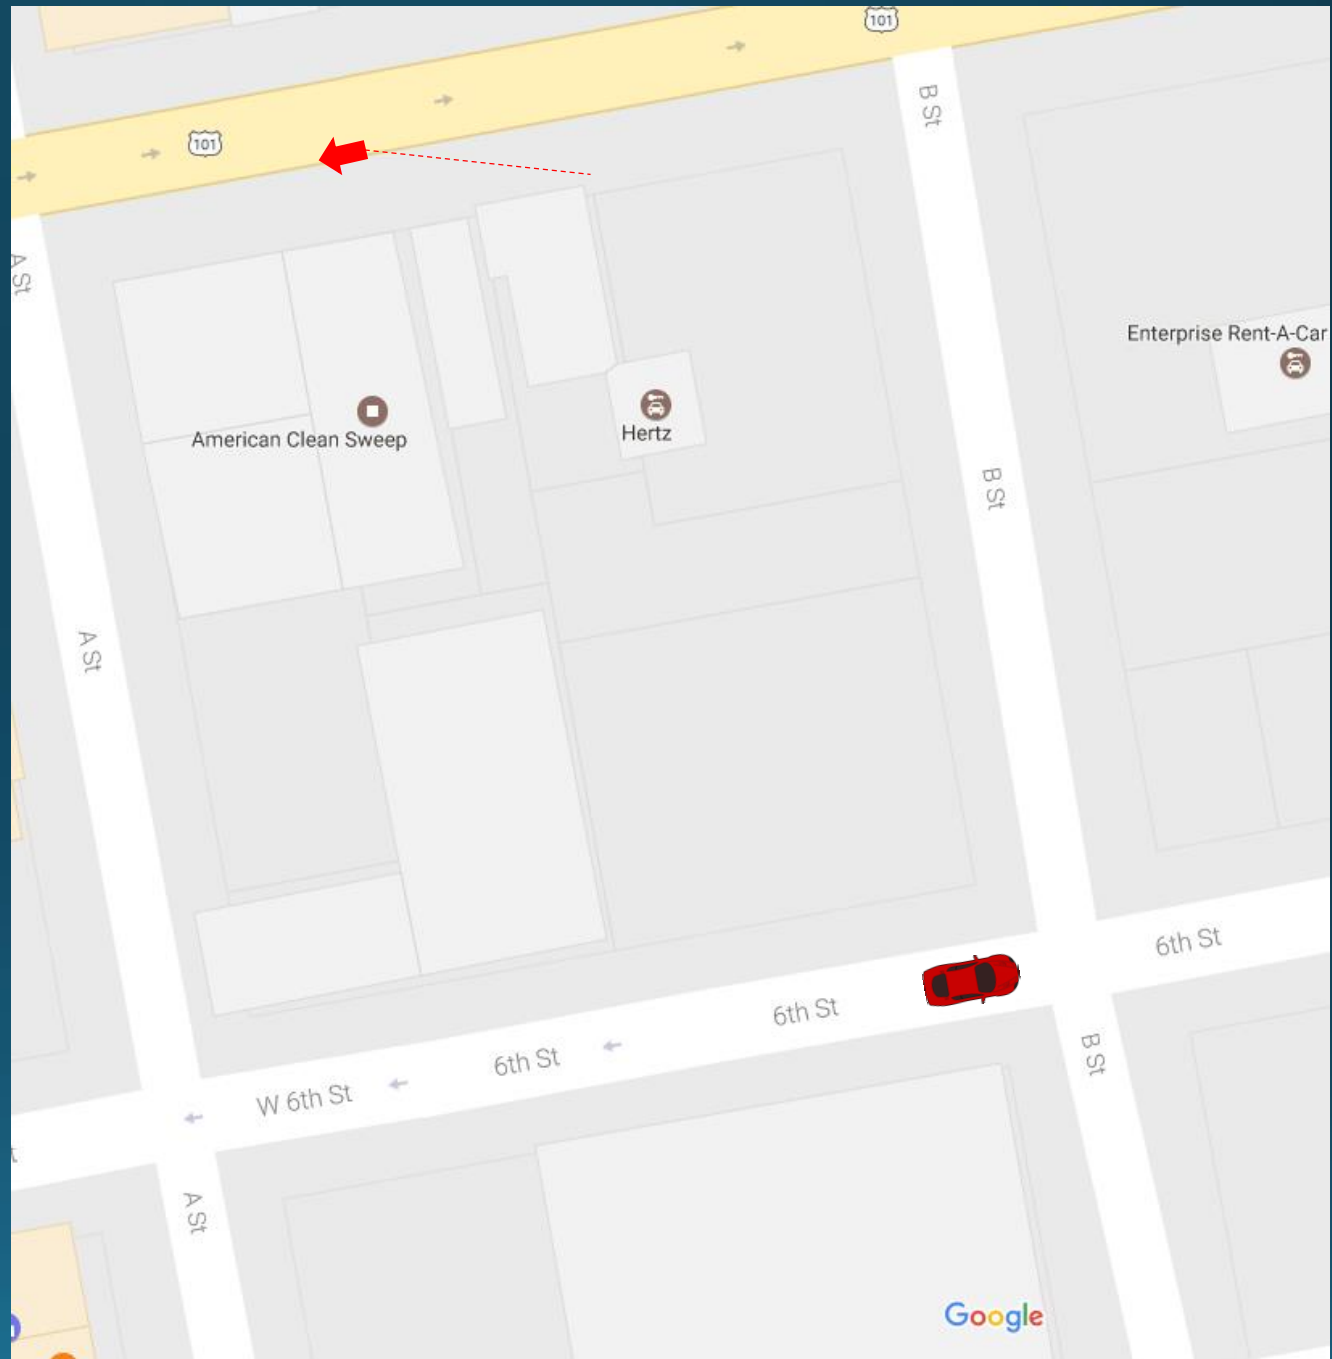 101
101
B St
A St
Enterprise Rent-A-Car
Hertz
American Clean Sweep
B St
A St
6th St
6th St
6th St
W 6th St
B St
t
A St
Google